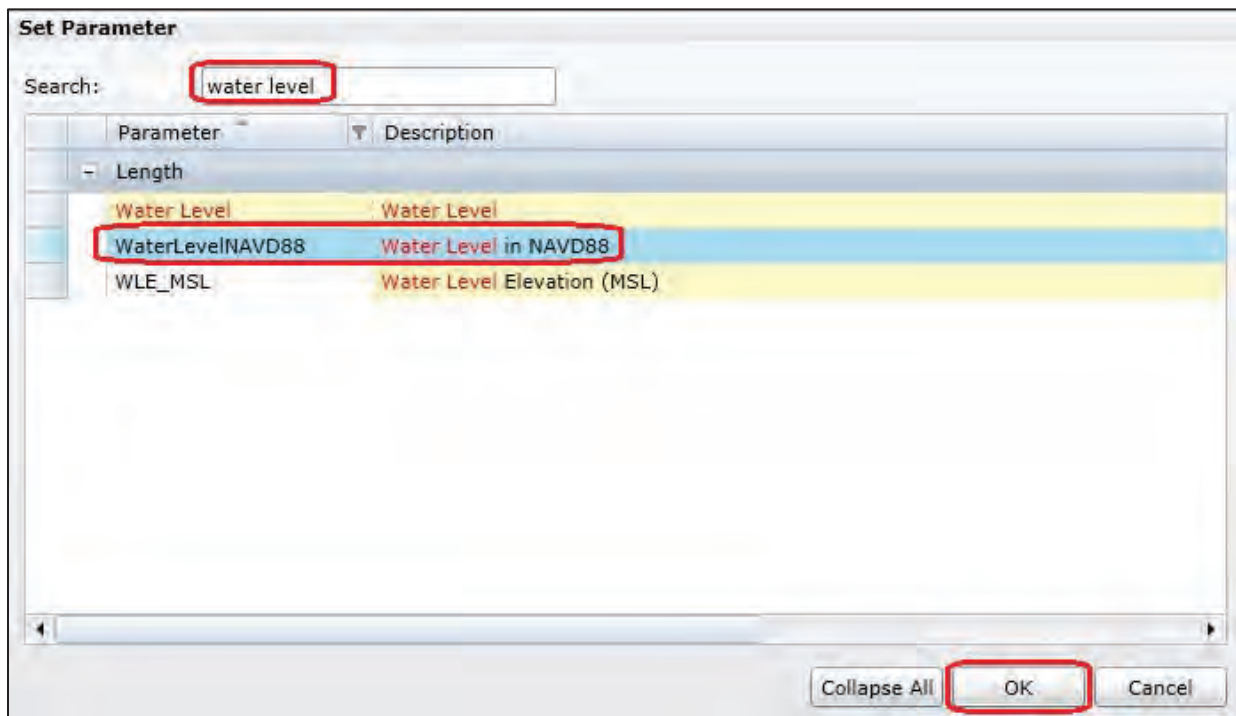 Set Parameter
Search: water level
Parameter Description
- Length
Water Level Water Level
WaterLevelNAVD88 Water Level in NAVD88
WLE_MSL Water Level Elevation (MSL)
Collapse All OK Cancel